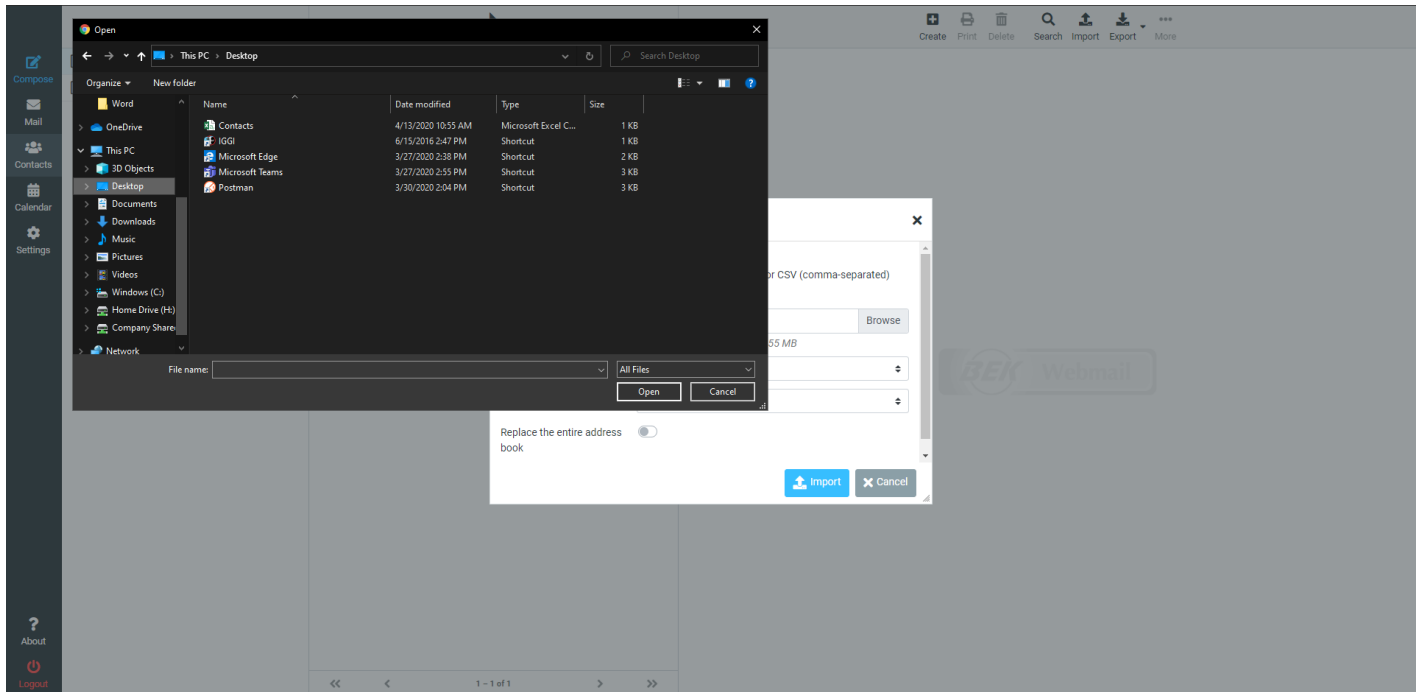 Open
This PC > Desktop
Search Desktop
Organize
New folder
Word
OneDrive
This PC
3D Objects
Desktop
Documents
Downloads
Music
Pictures
Videos
Windows (C:)
Home Drive (H:)
Company Share
Network
Name Date modified Type Size
Contacts 4/13/2020 10:55 AM Microsoft Excel C... 1 KB
IGGI 6/15/2016 2:47 PM Shortcut 1 KB
Microsoft Edge 3/27/2020 2:38 PM Shortcut 2 KB
Microsoft Teams 3/27/2020 2:55 PM Shortcut 3 KB
Postman 3/30/2020 2:04 PM Shortcut 3 KB
File name:
All Files
Open Cancel
Compose
Mail
Contacts
Calendar
Settings
About
Logout
Create Print Delete Search Import Export More
or CSV (comma-separated)
Browse
55 MB
Replace the entire address
book
Import Cancel
BEK Webmail
1 – 1 of 1